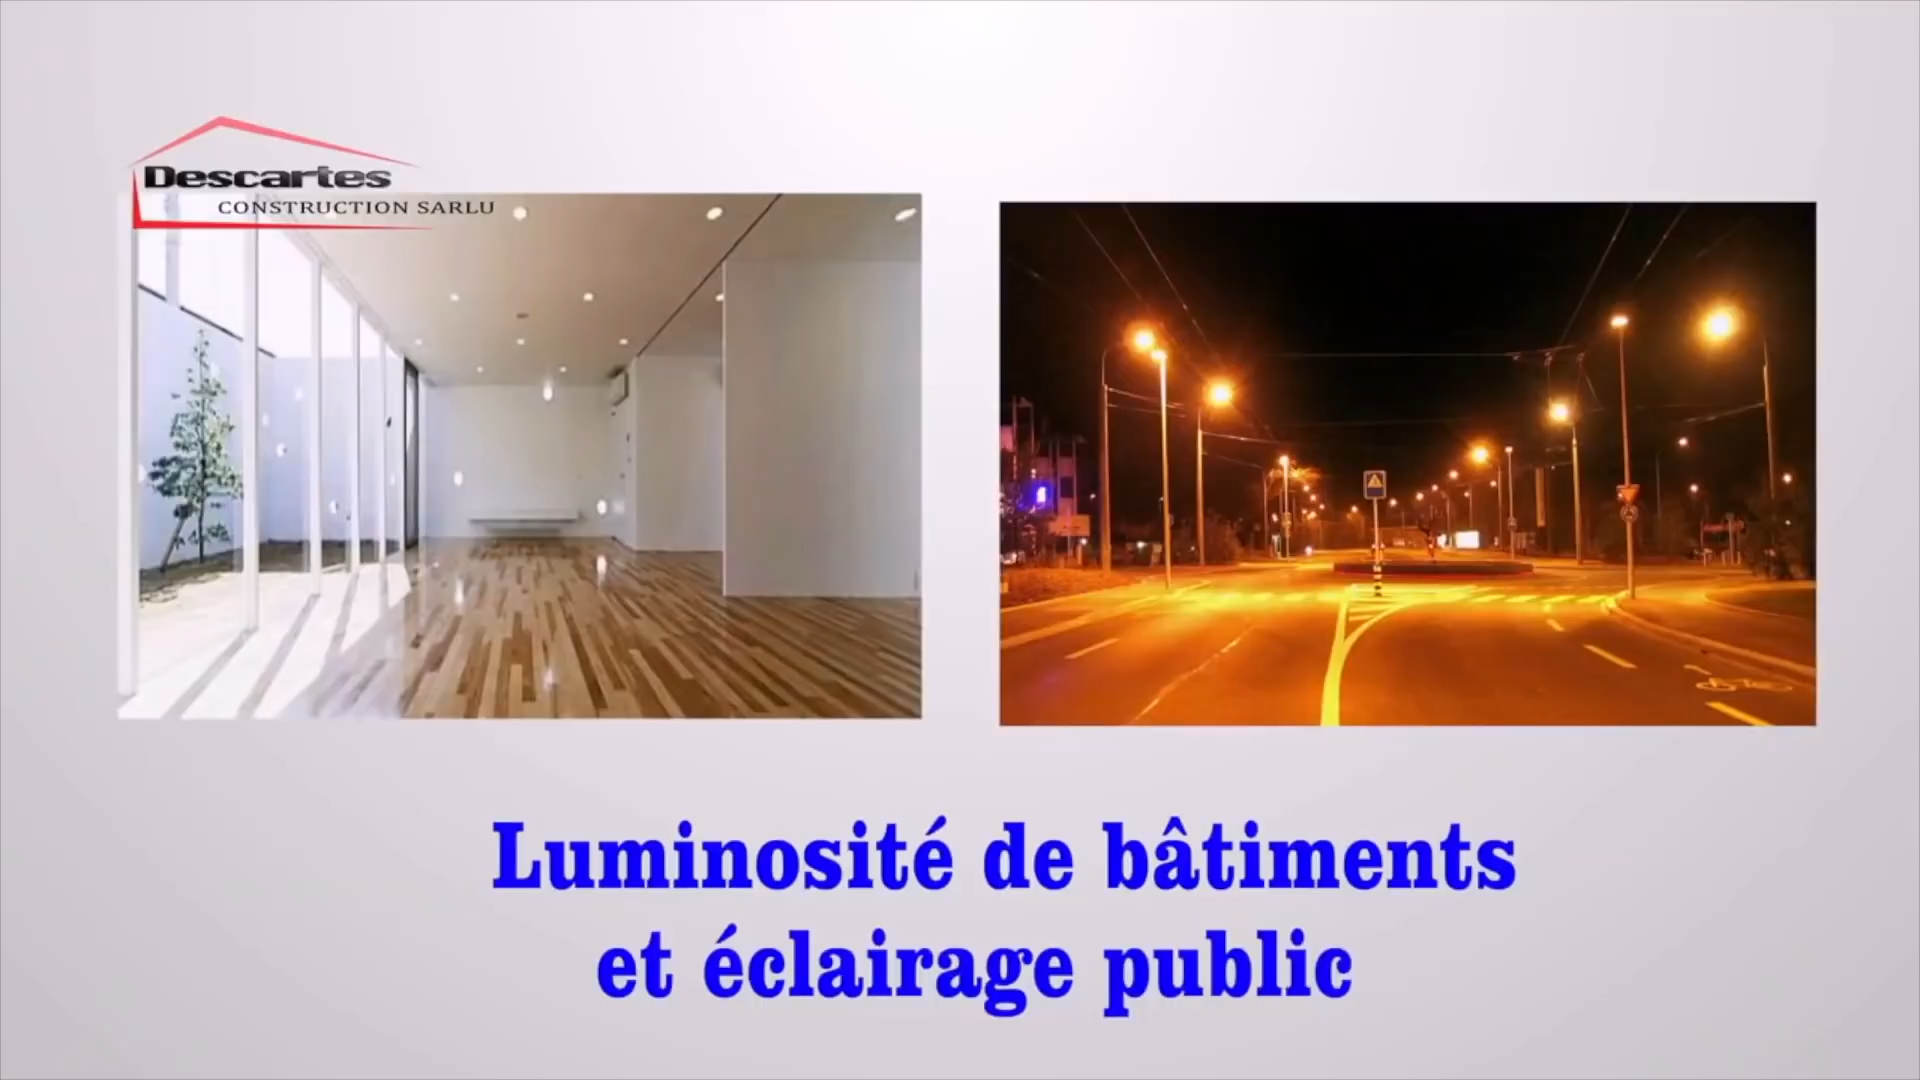 Descartes
CONSTRUCTION SARLU
Luminosité de bâtiments
et éclairage public